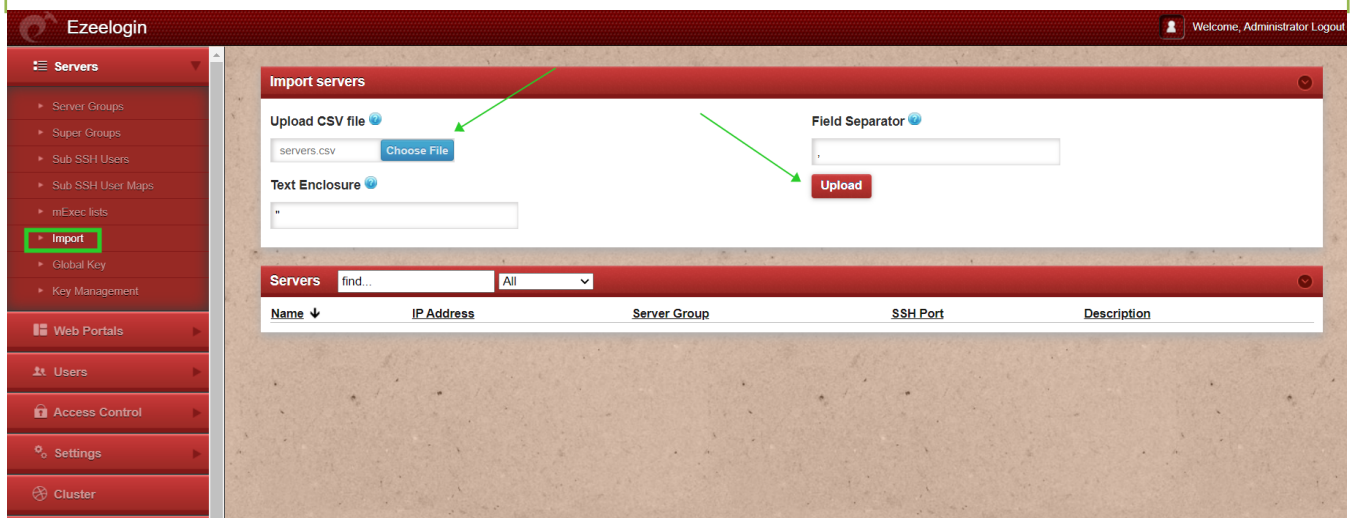 Ezeelogin
Welcome, Administrator Logout
Servers
Server Groups
Super Groups
Sub SSH Users
Sub SSH User Maps
mExec lists
Import
Global Key
Key Management
Web Portals
Users
Access Control
Settings
Cluster
Import servers
Upload CSV file
servers.csv Choose File
Field Separator
,
Text Enclosure
"
Upload
Servers find... All
Name IP Address Server Group SSH Port Description